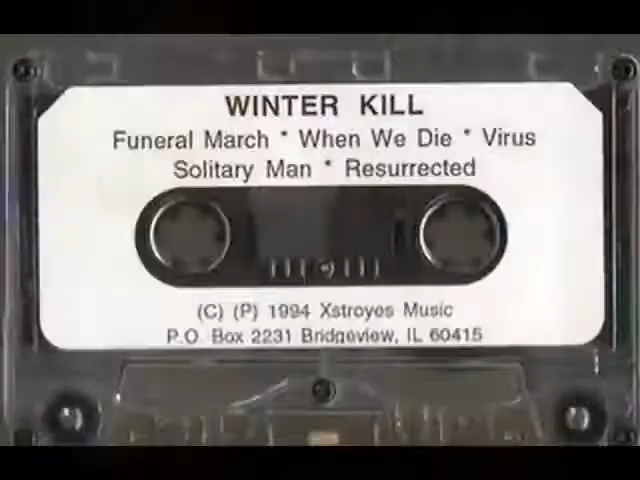 WINTER KILL
Funeral March * When We Die * Virus
Solitary Man * Resurrected
(C) (P) 1994 Xstroyes Music
P.O. Box 2231 Bridgeview, IL 60415